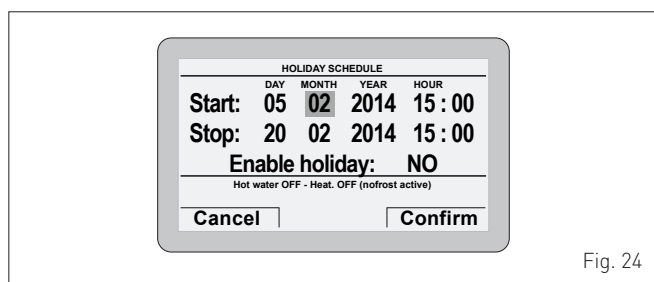 HOLIDAY SCHEDULE
DAY MONTH YEAR HOUR
Start: 05 02 2014 15 : 00
Stop: 20 02 2014 15 : 00
Enable holiday: NO
Hot water OFF - Heat. OFF (nofrost active)
Cancel Confirm
Fig. 24